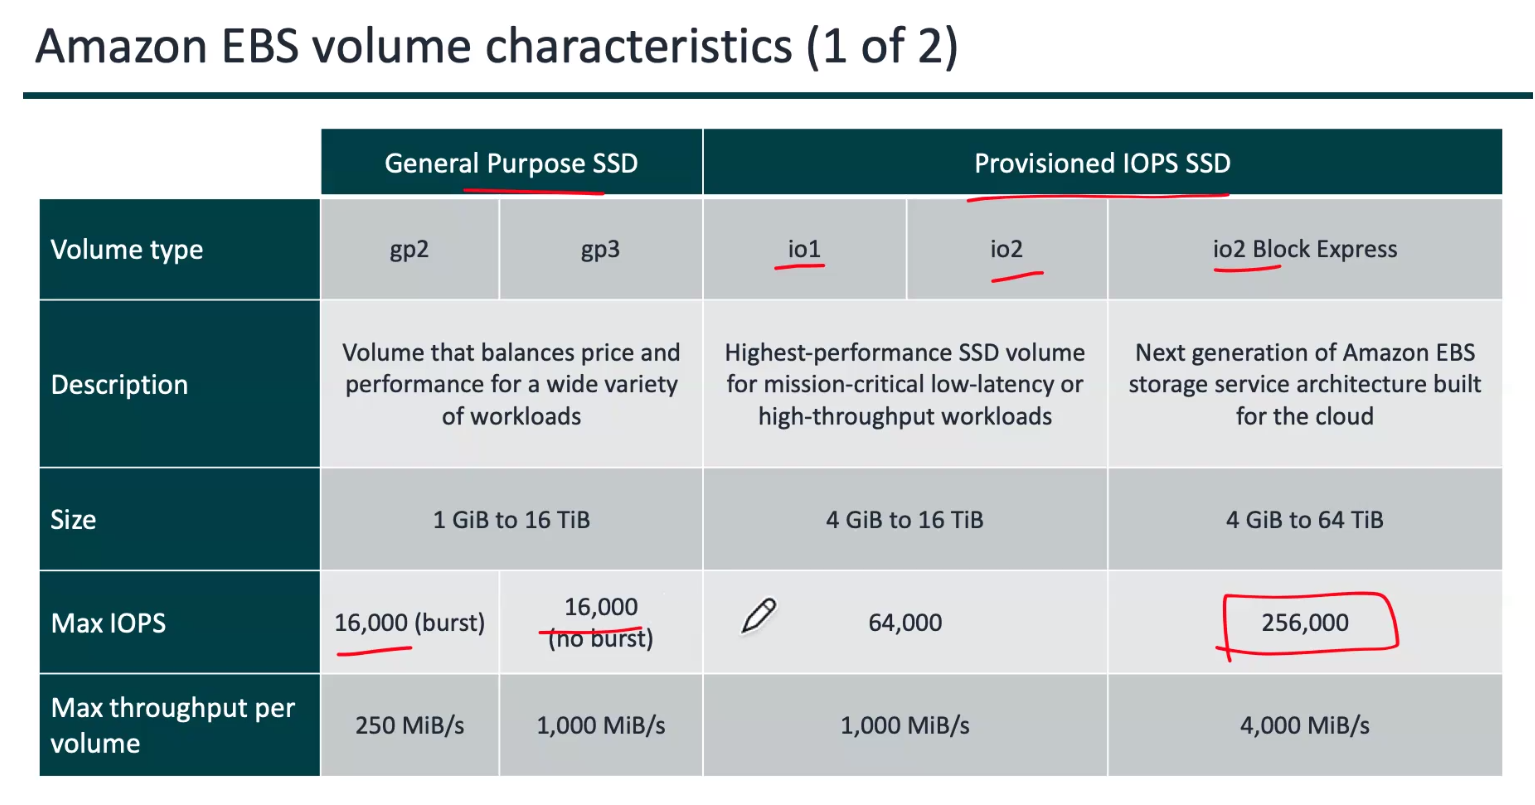 Amazon EBS volume characteristics (1 of 2)
General Purpose SSD
Provisioned IOPS SSD
Volume type
gp2
gp3
io1
io2
io2 Block Express
Description
Volume that balances price and
performance for a wide variety
of workloads
Highest-performance SSD volume
for mission-critical low-latency or
high-throughput workloads
Next generation of Amazon EBS
storage service architecture built
for the cloud
Size
1 GiB to 16 TiB
4 GiB to 16 TiB
4 GiB to 64 TiB
Max IOPS
16,000 (burst)
16,000
(no burst)
64,000
256,000
Max throughput per
volume
250 MiB/s
1,000 MiB/s
1,000 MiB/s
4,000 MiB/s